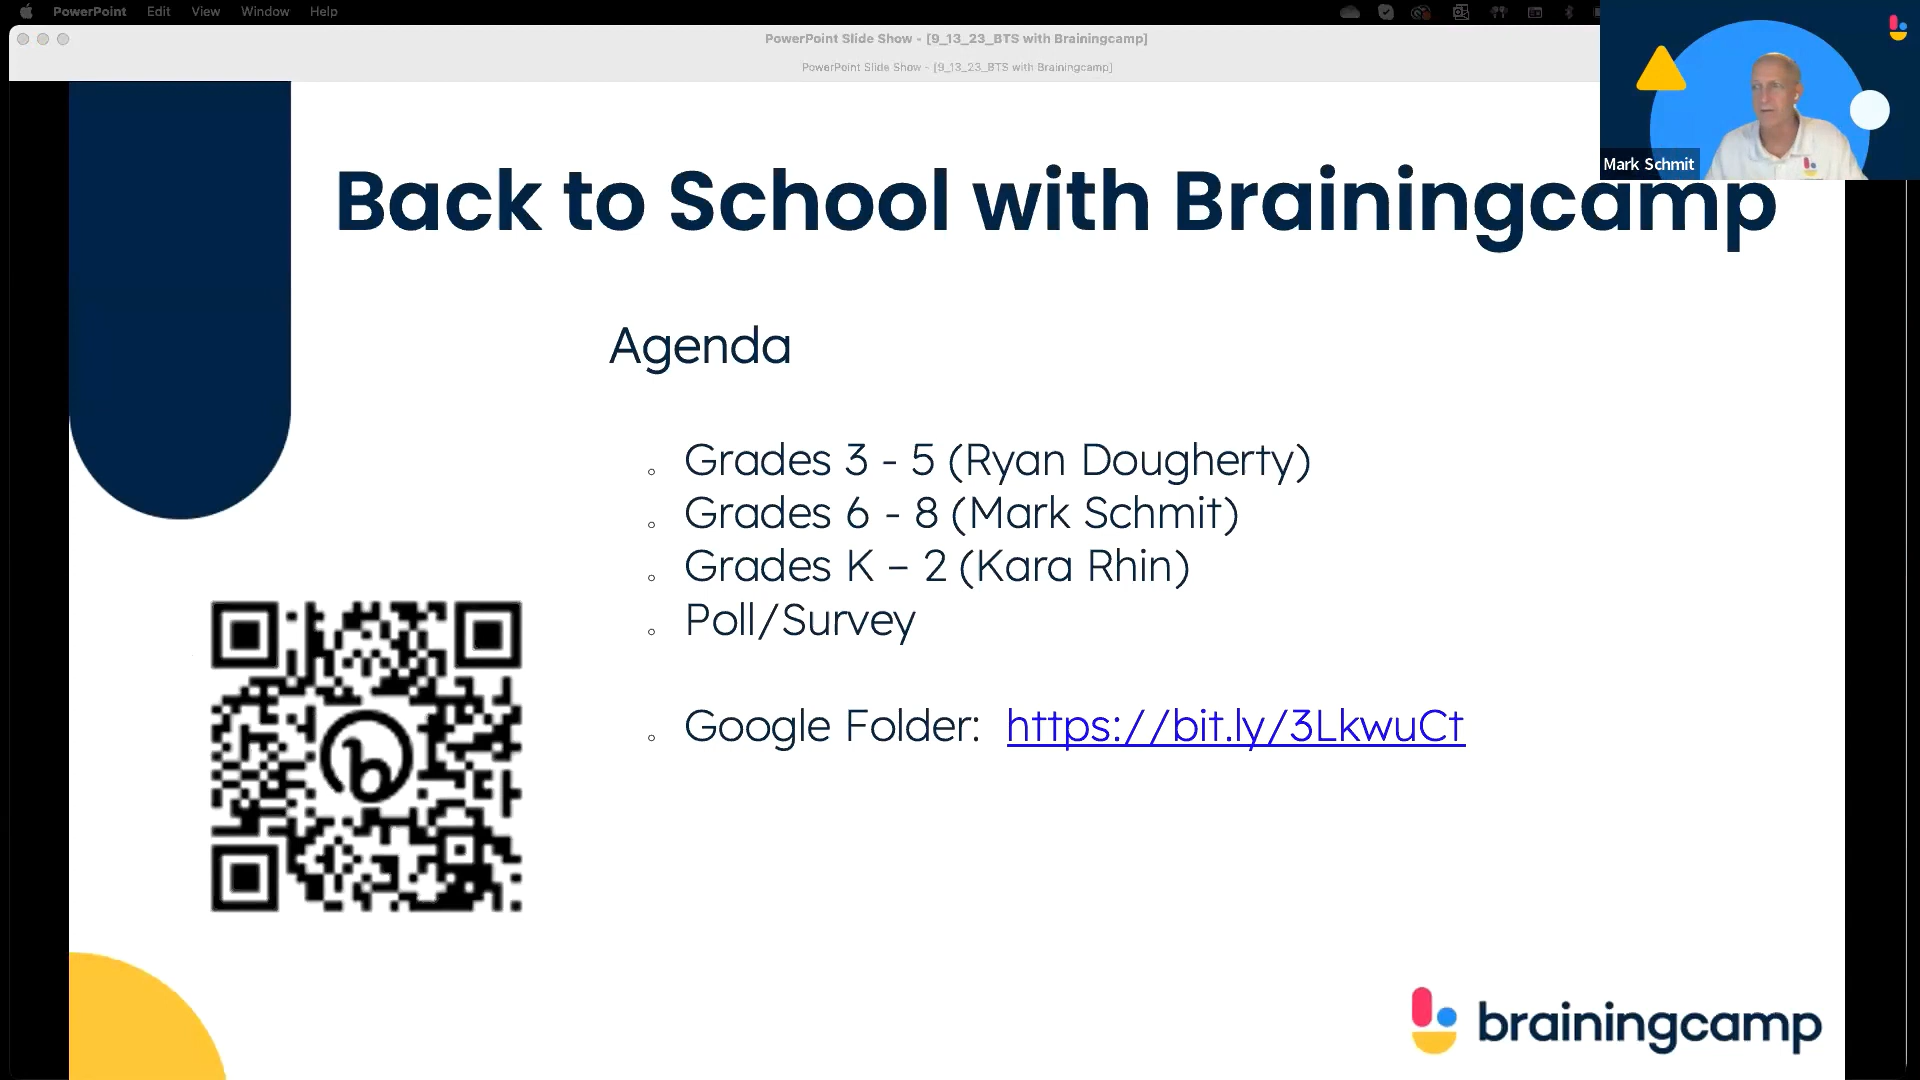 PowerPoint Edit View Window Help
PowerPoint Slide Show - [9_13_23_BTS with Brainingcamp]
PowerPoint Slide Show - [9_13_23_BTS with Brainingcamp]
Mark Schmit
Back to School with Brainingcamp
Agenda
Grades 3 - 5 (Ryan Dougherty)
Grades 6 - 8 (Mark Schmit)
Grades K – 2 (Kara Rhin)
Poll/Survey
Google Folder: https://bit.ly/3LkwuCt
b
brainingcamp